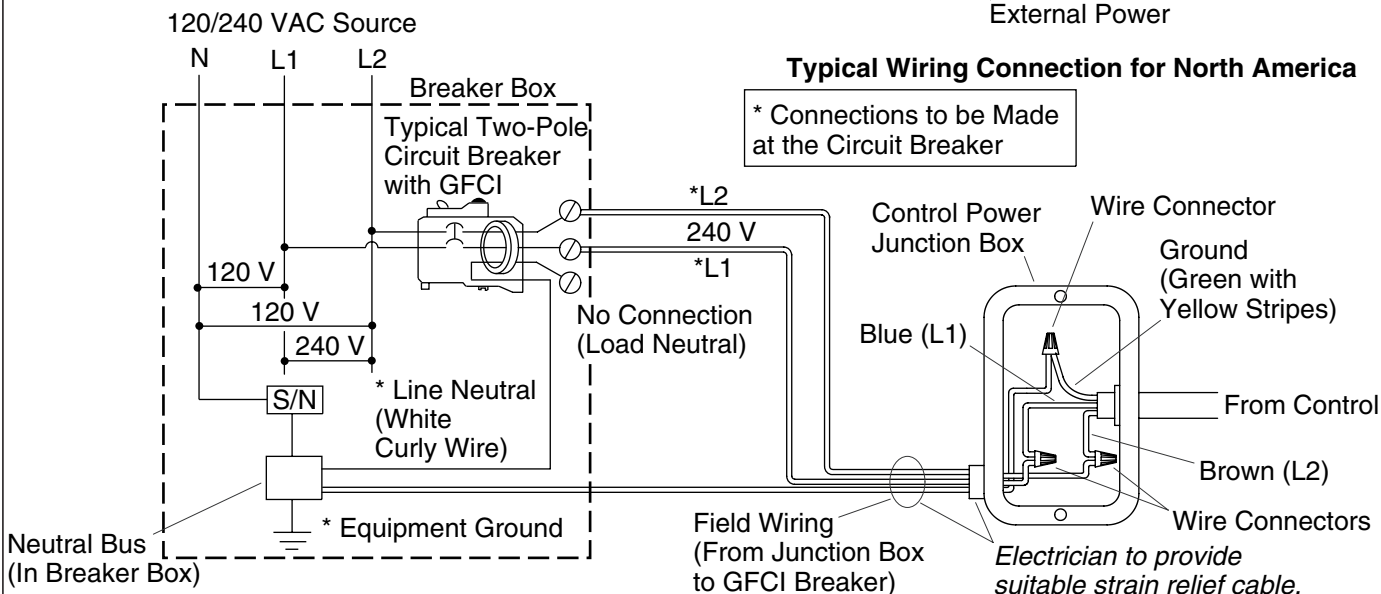 External Power
120/240 VAC Source
N
L1
L2
Typical Wiring Connection for North America
Breaker Box
* Connections to be Made
at the Circuit Breaker
Typical Two-Pole
Circuit Breaker
with GFCI
*L2
240 V
*L1
Control Power
Junction Box
Wire Connector
Ground
(Green with
Yellow Stripes)
120 V
120 V
240 V
No Connection
(Load Neutral)
Blue (L1)
S/N
* Line Neutral
(White
Curly Wire)
From Control
Brown (L2)
* Equipment Ground
Neutral Bus
(In Breaker Box)
Field Wiring
(From Junction Box
to GFCI Breaker)
Wire Connectors
Electrician to provide
suitable strain relief cable.